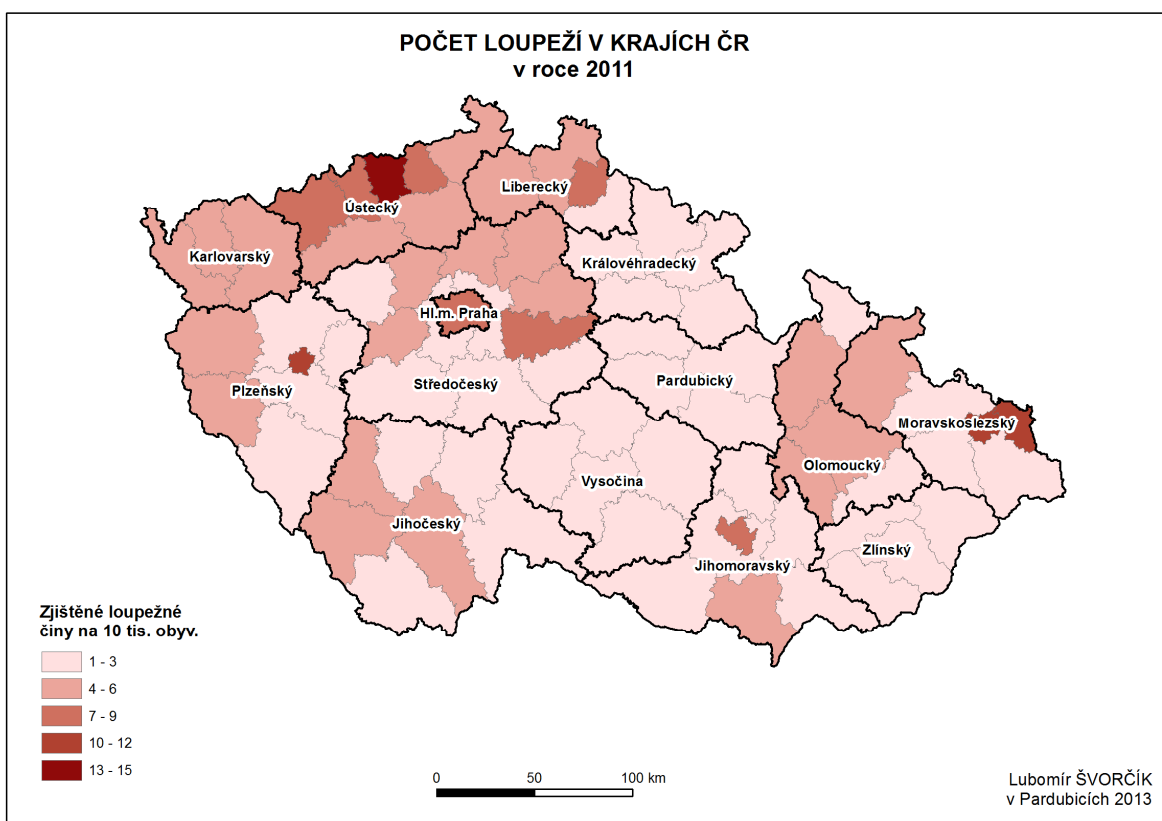 POČET LOUPEŽÍ V KRAJÍCH ČR
v roce 2011
Liberecký
Ústecký
Karlovarský
Královéhradecký
Hl.m. Praha
Středočeský
Pardubický
Plzeňský
Moravskoslezský
Olomoucký
Vysočina
Jihočeský
Zlínský
Jihomoravský
Zjištěné loupežné
činy na 10 tis. obyv.
1 - 3
4 - 6
7 - 9
10 - 12
13 - 15
0 50 100 km
Lubomír ŠVORČÍK
v Pardubicích 2013